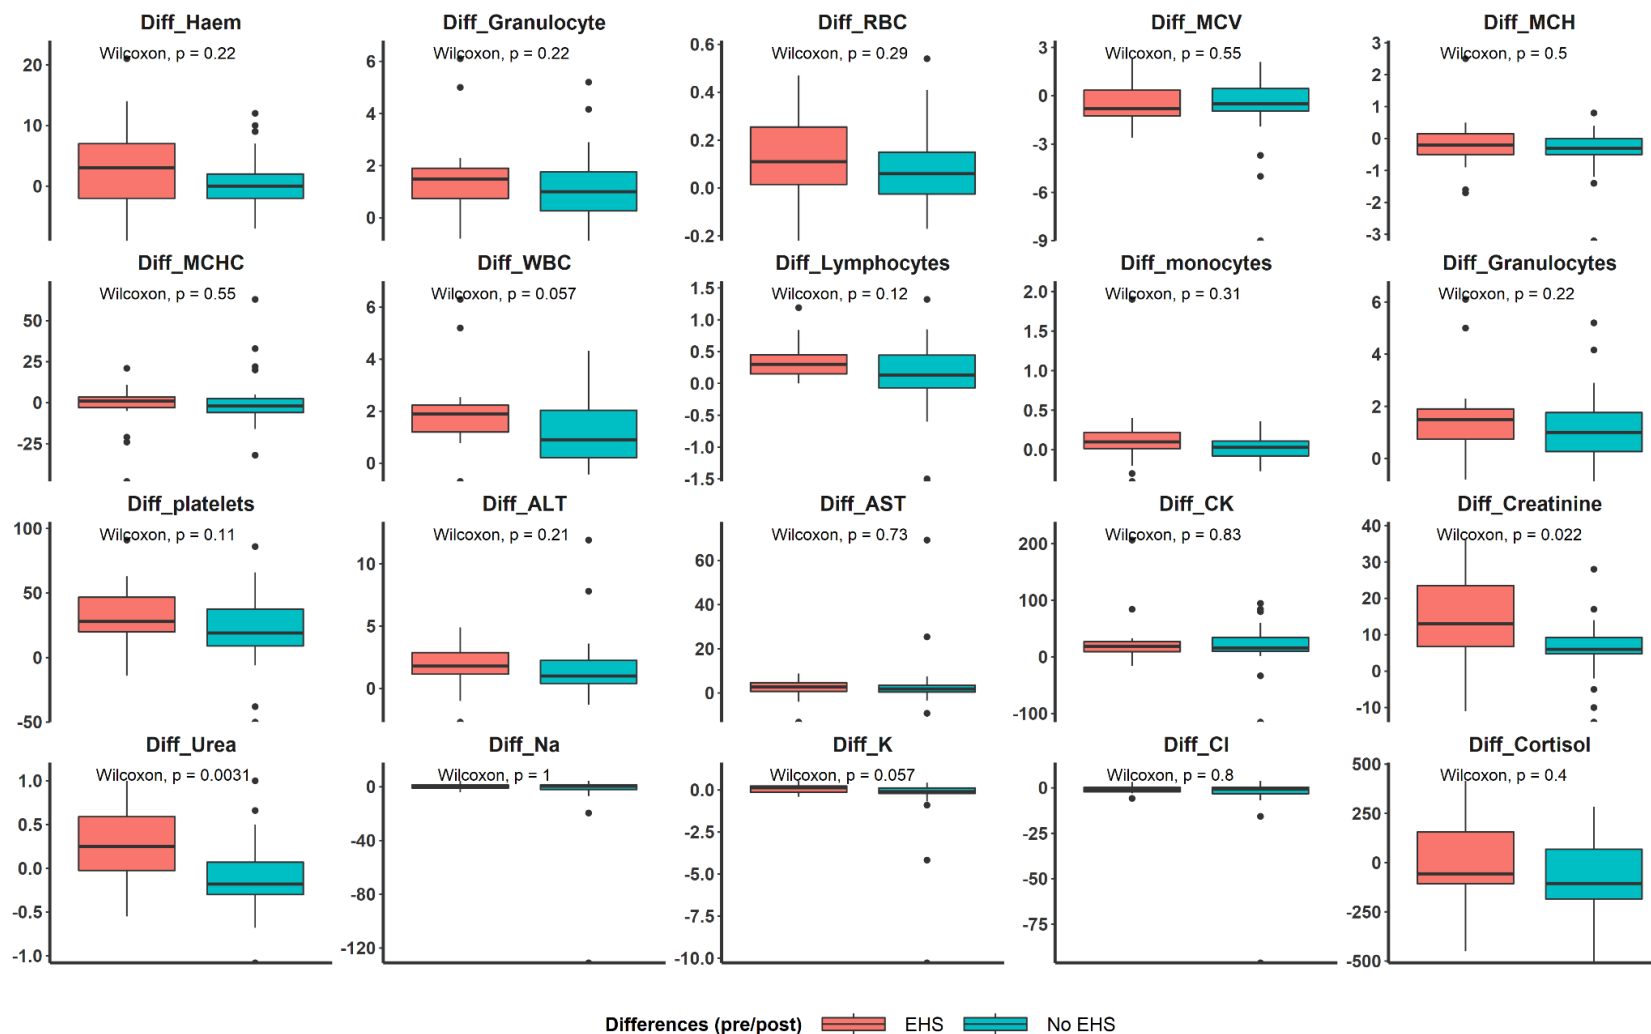 Diff_Haem Diff_Granulocyte Diff_RBC Diff_MCV Diff_MCH
Wilcoxon, p = 0.22 Wilcoxon, p = 0.22 Wilcoxon, p = 0.29 Wilcoxon, p = 0.55 Wilcoxon, p = 0.5
20 6 0.6 3 3
10 4 0.4 0 2
0 2 0.2 -3 1
0 0.0 -6 0
-0.2 -9 -1
-2
-3
Diff_MCHC Diff_WBC Diff_Lymphocytes Diff_monocytes Diff_Granulocytes
Wilcoxon, p = 0.55 Wilcoxon, p = 0.057 Wilcoxon, p = 0.12 Wilcoxon, p = 0.31 Wilcoxon, p = 0.22
50 6 1.5 2.0 6
25 4 1.0 1.5 4
0 2 0.5 1.0 2
-25 0 0.0 0.5 0
-0.5 0.0
-1.0
-1.5
Diff_platelets Diff_ALT Diff_AST Diff_CK Diff_Creatinine
Wilcoxon, p = 0.11 Wilcoxon, p = 0.21 Wilcoxon, p = 0.73 Wilcoxon, p = 0.83 Wilcoxon, p = 0.022
100 10 60 200 40
50 5 40 100 30
0 0 20 0 20
-50 0 -100 10
0
-10
Diff_Urea Diff_Na Diff_K Diff_Cl Diff_Cortisol
Wilcoxon, p = 0.0031 Wilcoxon, p = 1 Wilcoxon, p = 0.057 Wilcoxon, p = 0.8 Wilcoxon, p = 0.4
1.0 0 0.0 0 500
0.5 -40 -2.5 -25 250
0.0 -80 -5.0 -50 0
-0.5 -120 -7.5 -75 -250
-1.0 -10.0 -500
Differences (pre/post) EHS No EHS